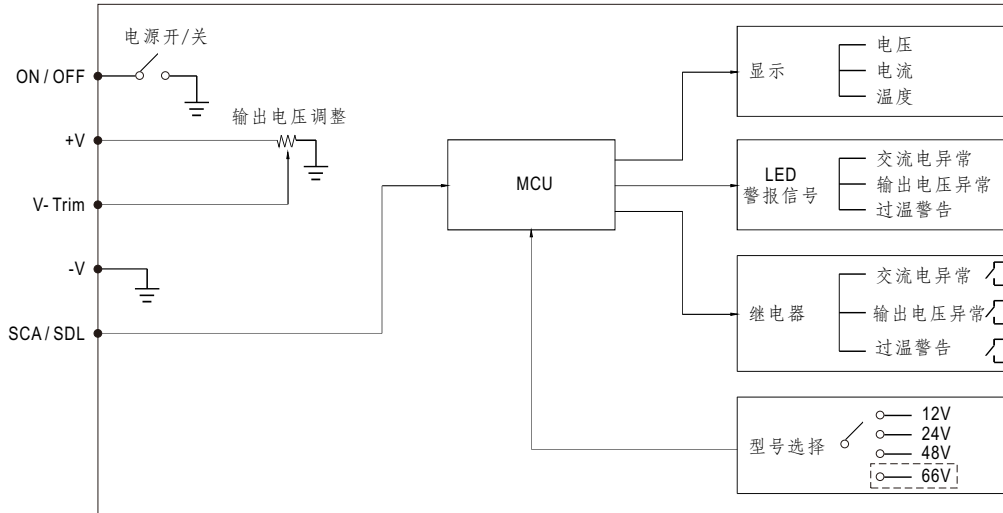 电源开/关
ON / OFF
输出电压调整
+V
V- Trim
-V
SCA / SDL
MCU
显示
电压
电流
温度
LED
警报信号
交流电异常
输出电压异常
过温警告
继电器
交流电异常
输出电压异常
过温警告
型号选择
12V
24V
48V
66V